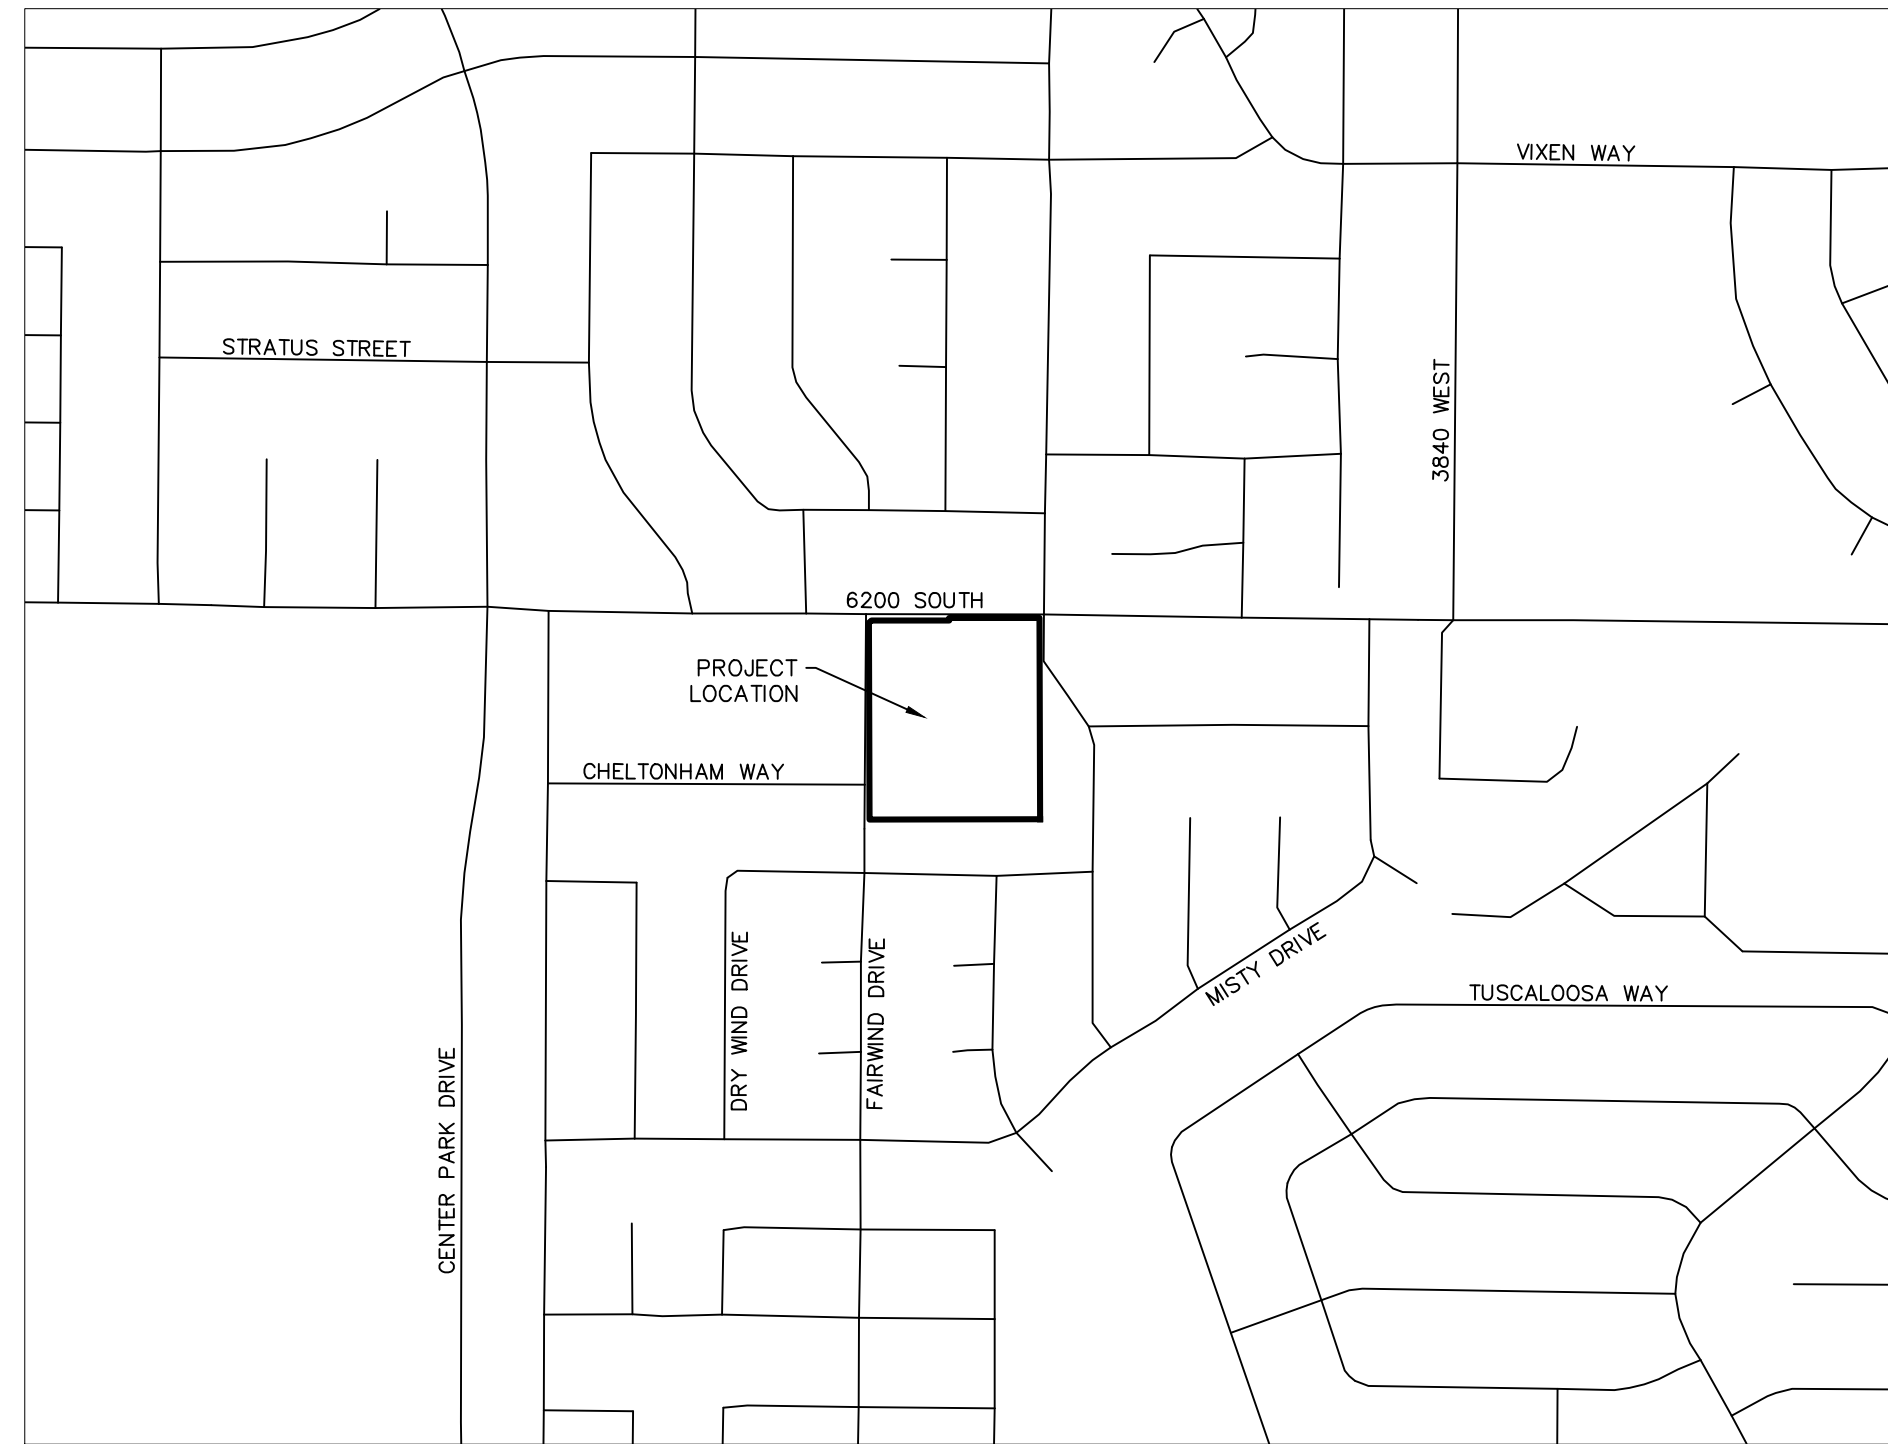 VIXEN WAY
STRATUS STREET
3840 WEST
6200 SOUTH
PROJECT
LOCATION
CHELTONHAM WAY
DRY WIND DRIVE
FAIRWIND DRIVE
MISTY DRIVE
TUSCALOOSA WAY
CENTER PARK DRIVE